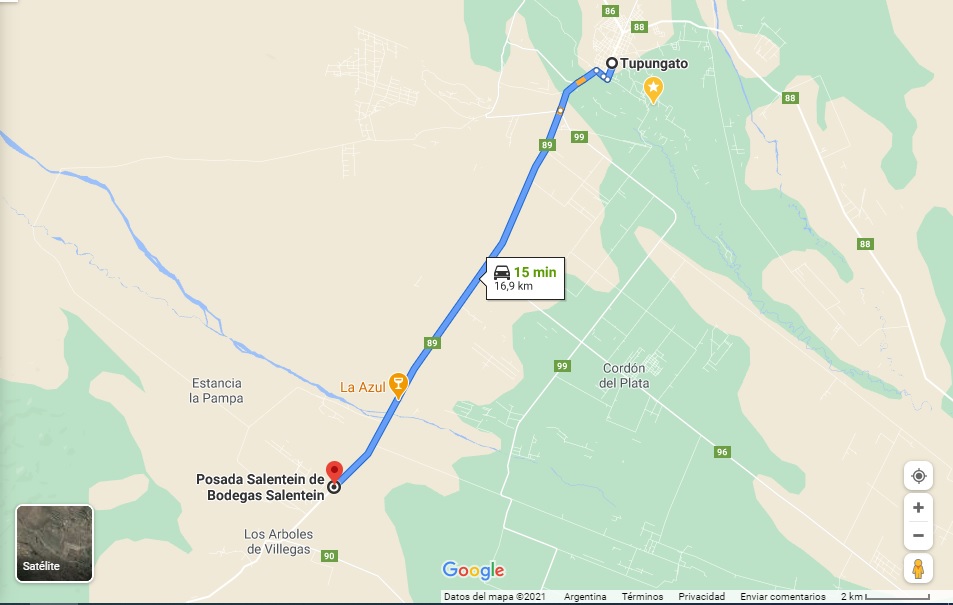 86
88
Tupungato
88
99
89
88
15 min
16,9 km
89
99
Cordón
del Plata
Estancia
la Pampa
La Azul
96
Posada Salentein de
Bodegas Salentein
Los Arboles
de Villegas
90
Satélite
Google
Datos del mapa ©2021 Argentina Términos Privacidad Enviar comentarios 2 km